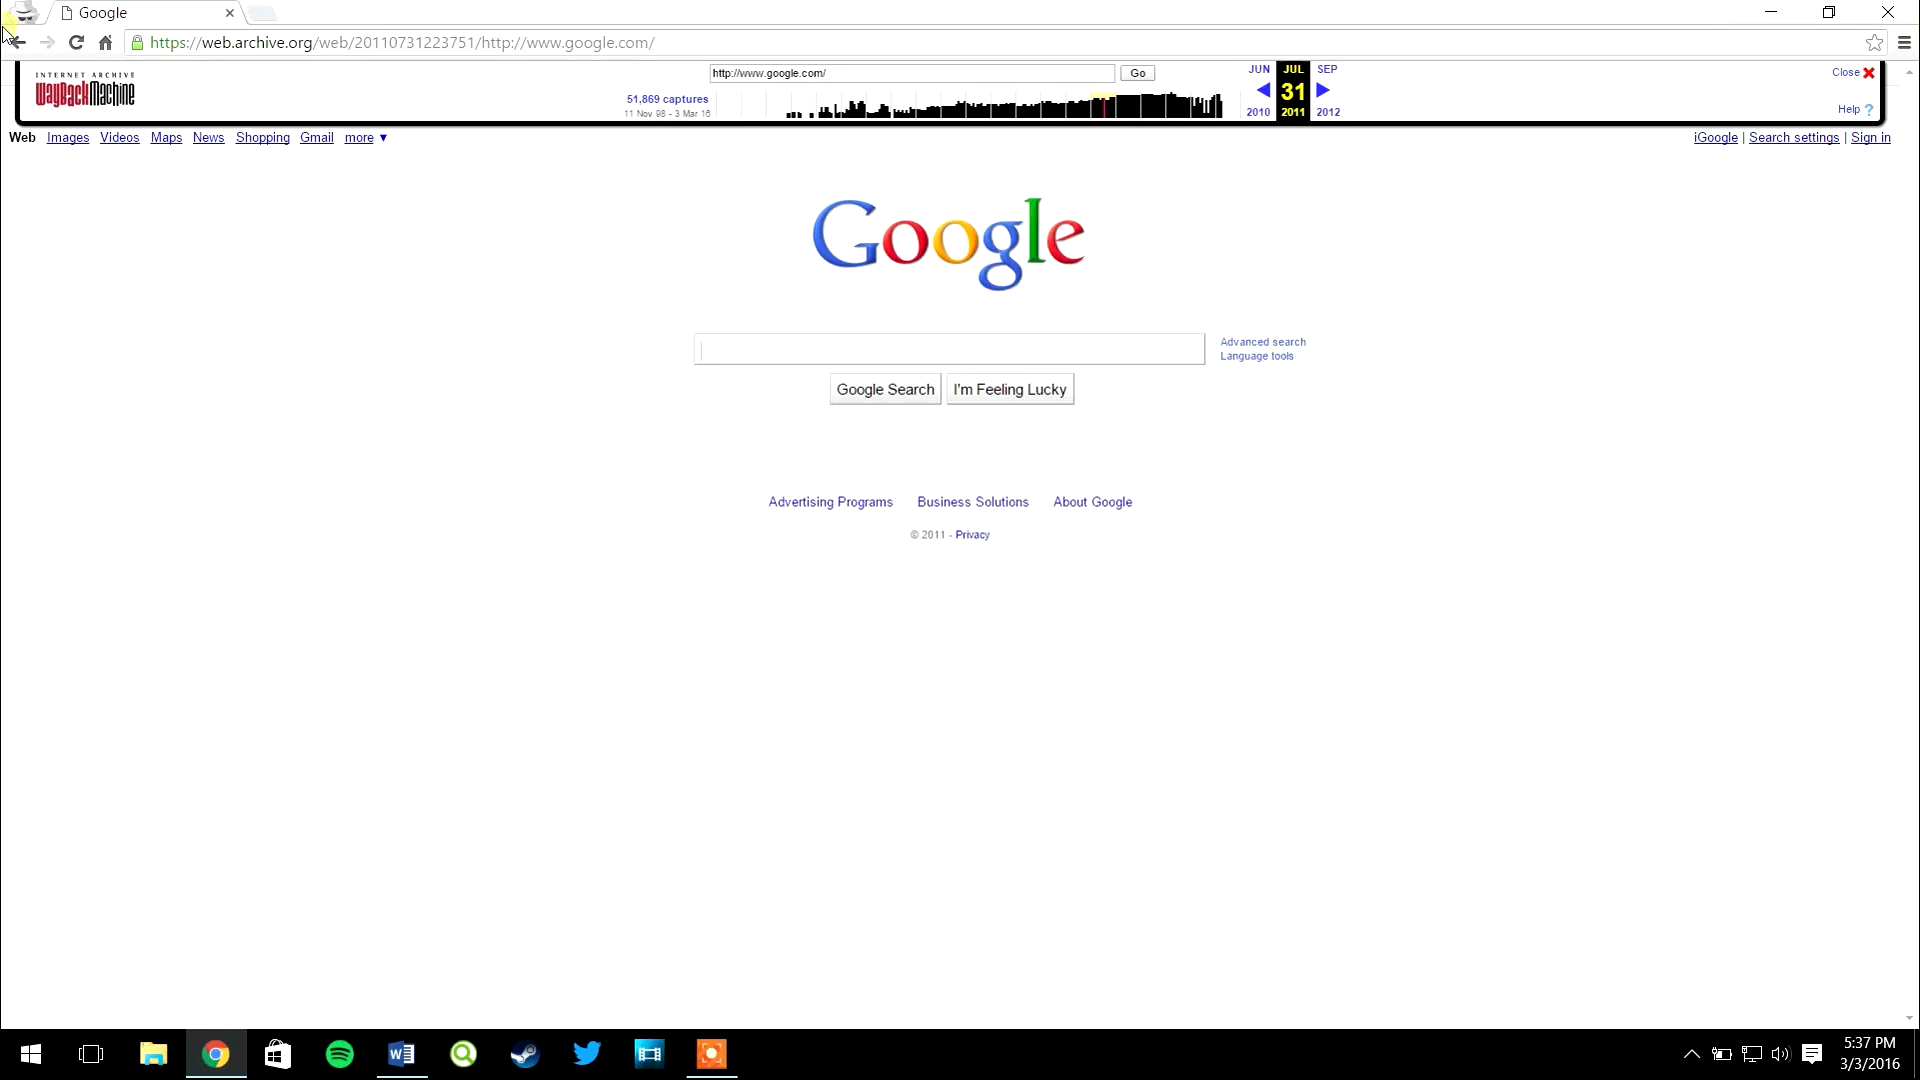 Google
https://web.archive.org/web/20110731223751/http://www.google.com/
INTERNET ARCHIVE
WayBackMachine
http://www.google.com/
Go
51,869 captures
11 Nov 98 - 3 Mar 16
JUN JUL SEP
31
2010 2011 2012
Close
Help ?
Web Images Videos Maps News Shopping Gmail more ▼
iGoogle | Search settings | Sign in
Google
Advanced search
Language tools
Google Search I'm Feeling Lucky
Advertising Programs Business Solutions About Google
© 2011 - Privacy
5:37 PM
3/3/2016